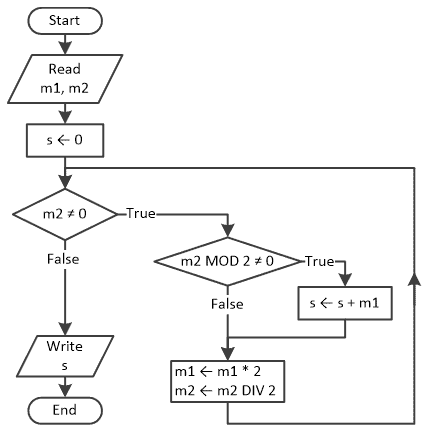 Start
Read
m1, m2
s ← 0
m2 ≠ 0
True
False
m2 MOD 2 ≠ 0
True
False
s ← s + m1
m1 ← m1 * 2
m2 ← m2 DIV 2
Write
s
End